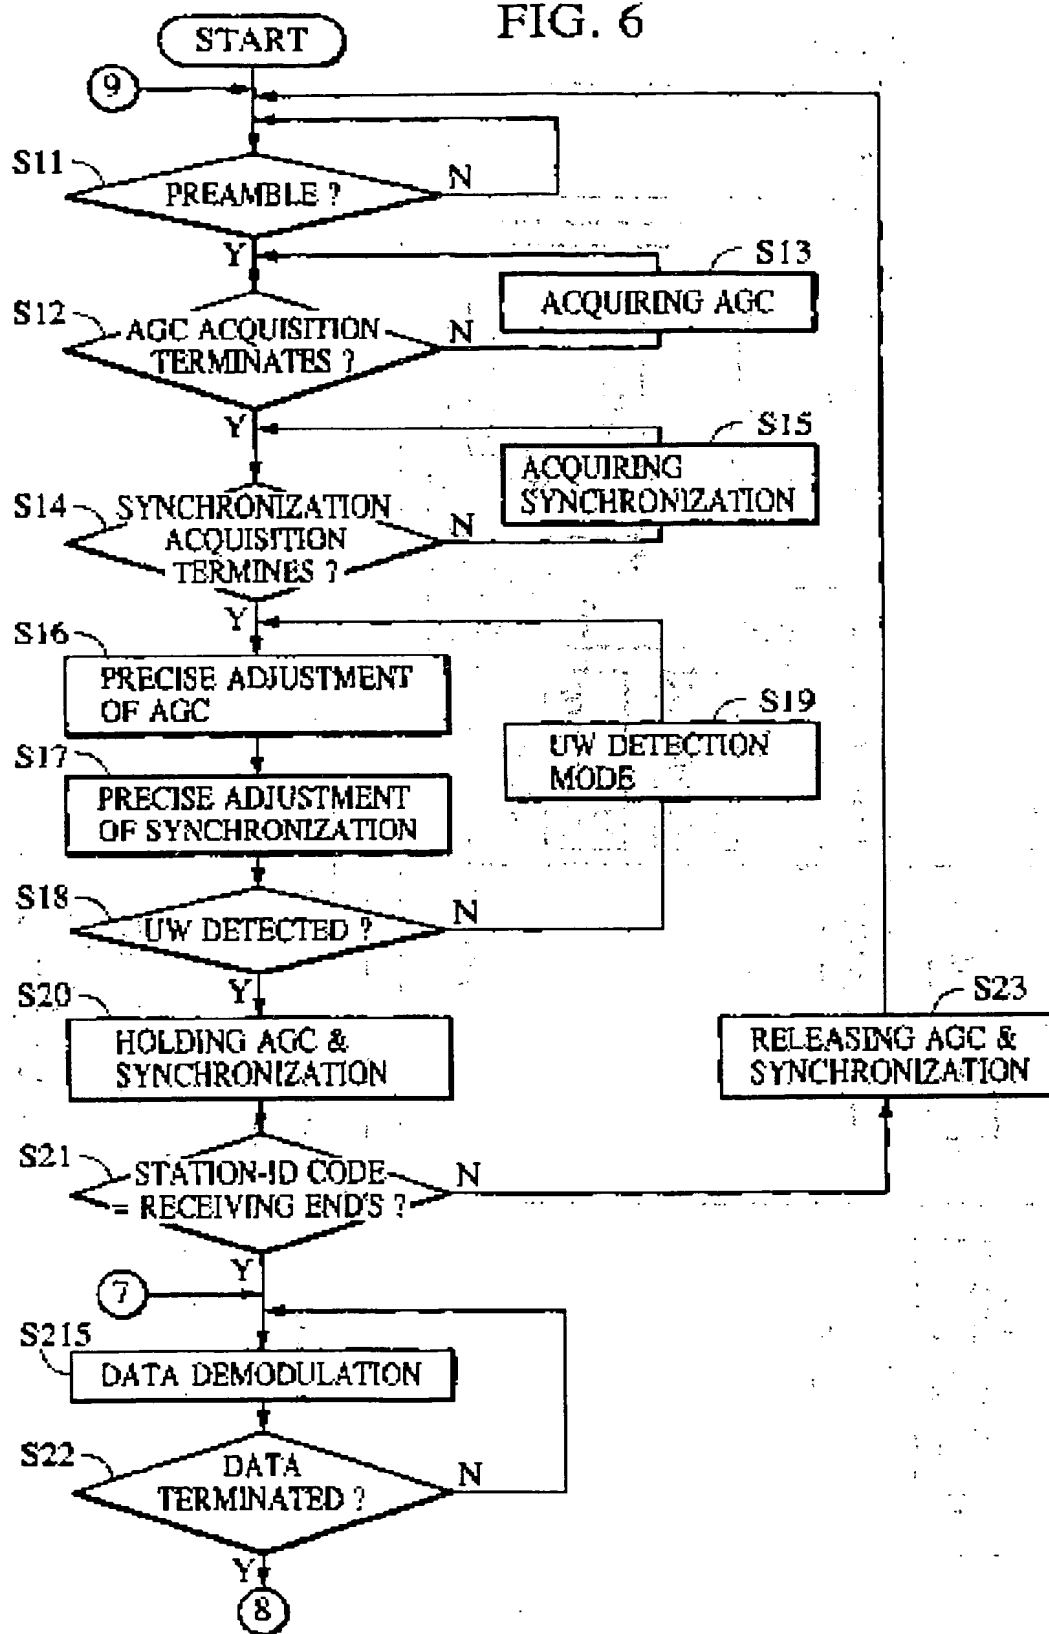 FIG. 6
START
9
S11
PREAMBLE ?
N
Y
S13
ACQUIRING AGC
S12
AGC ACQUISITION
TERMINATES ?
N
Y
S15
ACQUIRING
SYNCHRONIZATION
S14
SYNCHRONIZATION
ACQUISITION
TERMINES ?
N
Y
S16
PRECISE ADJUSTMENT
OF AGC
S19
UW DETECTION
MODE
S17
PRECISE ADJUSTMENT
OF SYNCHRONIZATION
S18
UW DETECTED ?
N
Y
S20
HOLDING AGC &
SYNCHRONIZATION
S23
RELEASING AGC &
SYNCHRONIZATION
S21
STATION-ID CODE
= RECEIVING END'S ?
N
Y
7
S215
DATA DEMODULATION
S22
DATA
TERMINATED ?
N
Y
8